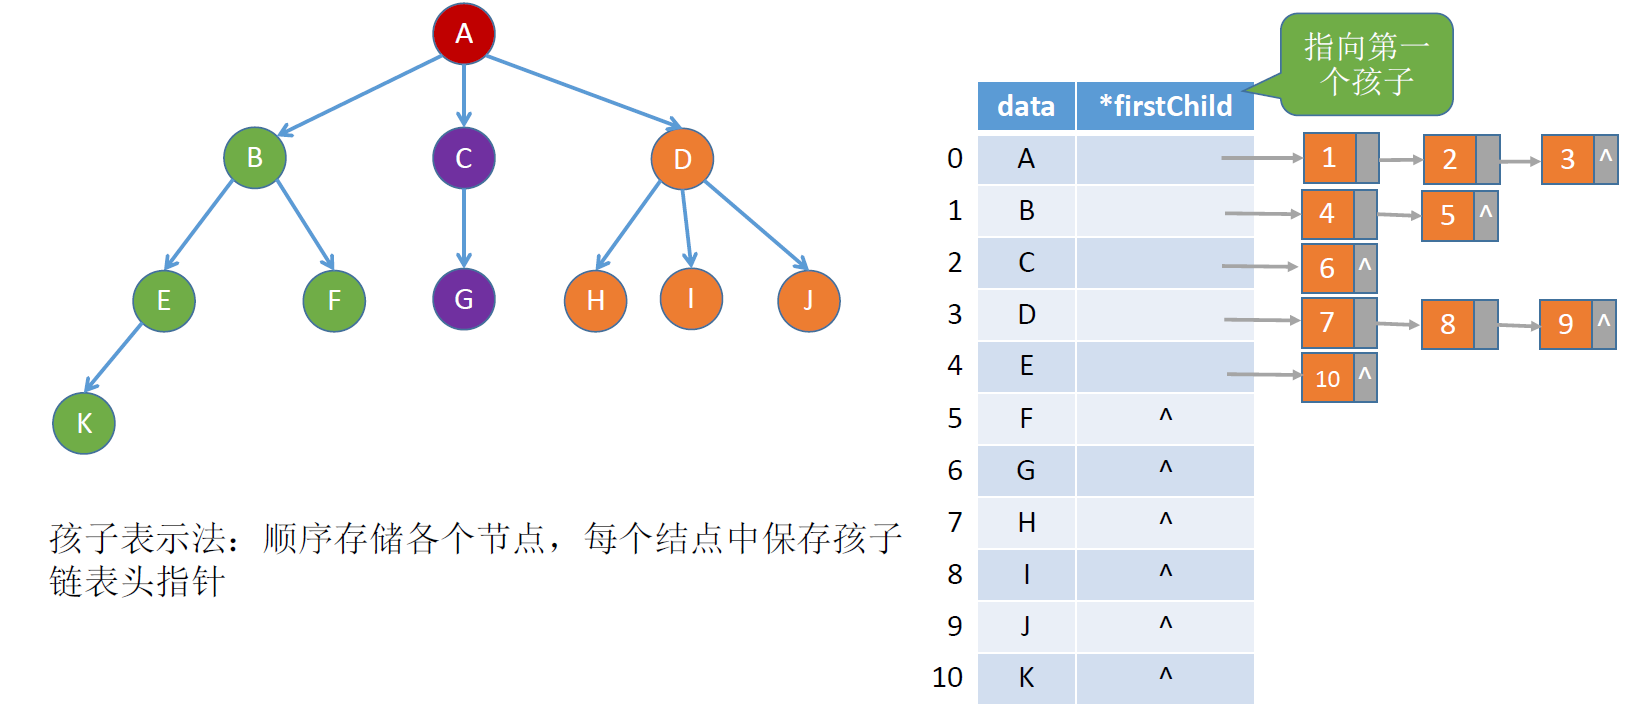 A
B C D
E F G H I J
K
孩子表示法：顺序存储各个节点，每个结点中保存孩子
链表头指针
指向第一
个孩子
data *firstChild
0 A 1 2 3 ^
1 B 4 5 ^
2 C 6 ^
3 D 7 8 9 ^
4 E 10 ^
5 F ^
6 G ^
7 H ^
8 I ^
9 J ^
10 K ^